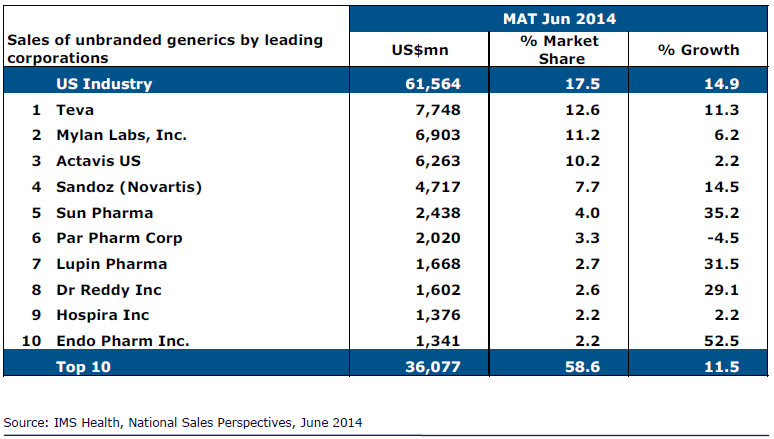 MAT Jun 2014
Sales of unbranded generics by leading
corporations
US$mn
% Market
Share
% Growth
US Industry 61,564 17.5 14.9
1 Teva 7,748 12.6 11.3
2 Mylan Labs, Inc. 6,903 11.2 6.2
3 Actavis US 6,263 10.2 2.2
4 Sandoz (Novartis) 4,717 7.7 14.5
5 Sun Pharma 2,438 4.0 35.2
6 Par Pharm Corp 2,020 3.3 -4.5
7 Lupin Pharma 1,668 2.7 31.5
8 Dr Reddy Inc 1,602 2.6 29.1
9 Hospira Inc 1,376 2.2 2.2
10 Endo Pharm Inc. 1,341 2.2 52.5
Top 10 36,077 58.6 11.5
Source: IMS Health, National Sales Perspectives, June 2014